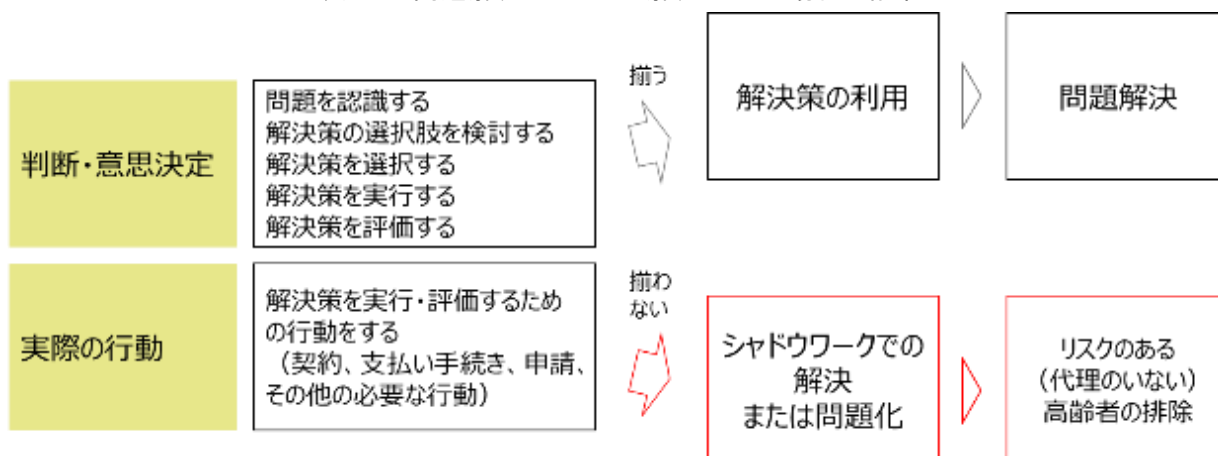 判断・意思決定
問題を認識する
解決策の選択肢を検討する
解決策を選択する
解決策を実行する
解決策を評価する
揃う
解決策の利用
問題解決
実際の行動
解決策を実行・評価するため
の行動をする
（契約、支払い手続き、申請、
その他の必要な行動）
揃わ
ない
シャドウワークでの
解決
または問題化
リスクのある
（代理のいない）
高齢者の排除